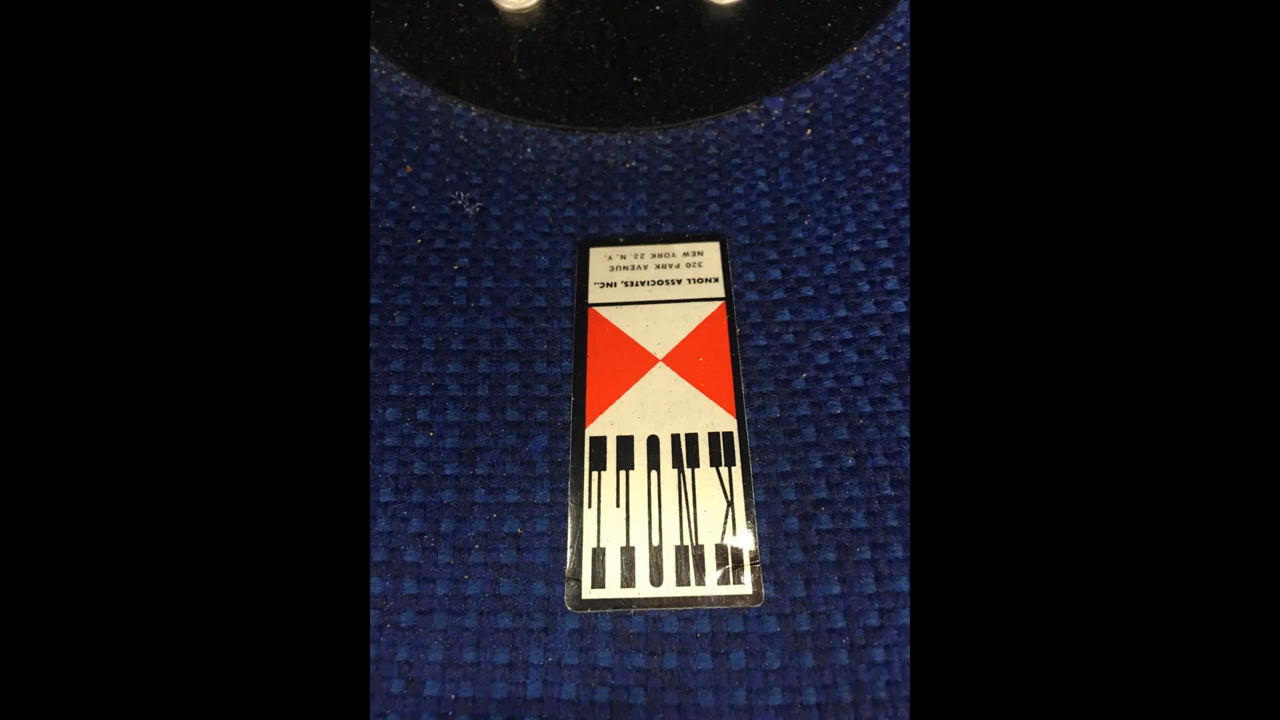 KNOLL
KNOLL ASSOCIATES, INC.,
320 PARK AVENUE
NEW YORK 22, N. Y.